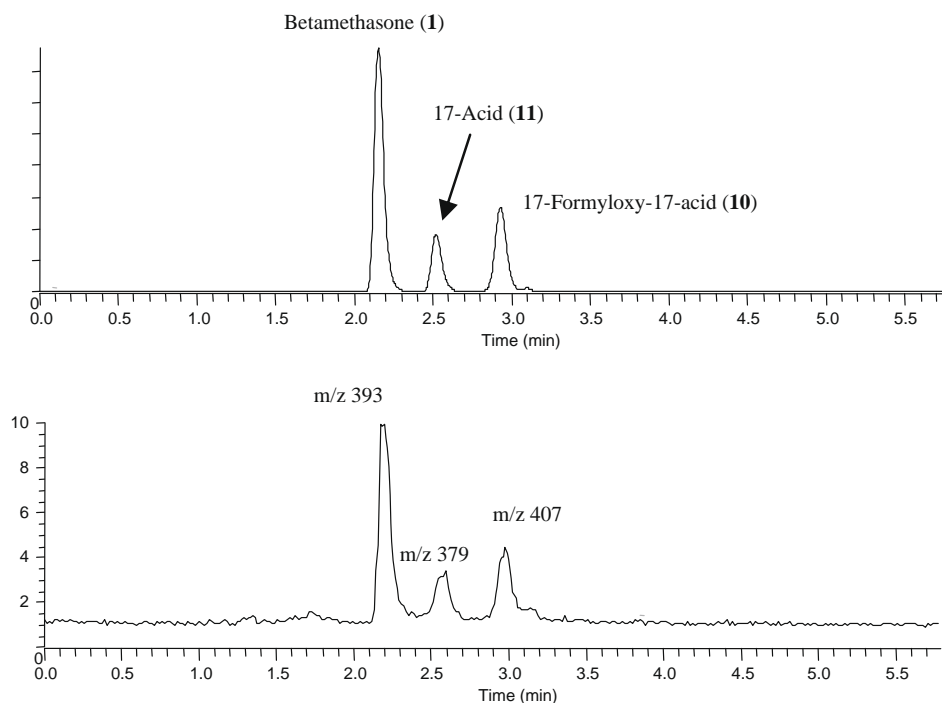 Betamethasone (1)
17-Acid (11)
17-Formyloxy-17-acid (10)
0
0.0 0.5 1.0 1.5 2.0 2.5 3.0 3.5 4.0 4.5 5.0 5.5
Time (min)
m/z 393
m/z 407
m/z 379
10
8
6
4
2
0
0.0 0.5 1.0 1.5 2.0 2.5 3.0 3.5 4.0 4.5 5.0 5.5
Time (min)